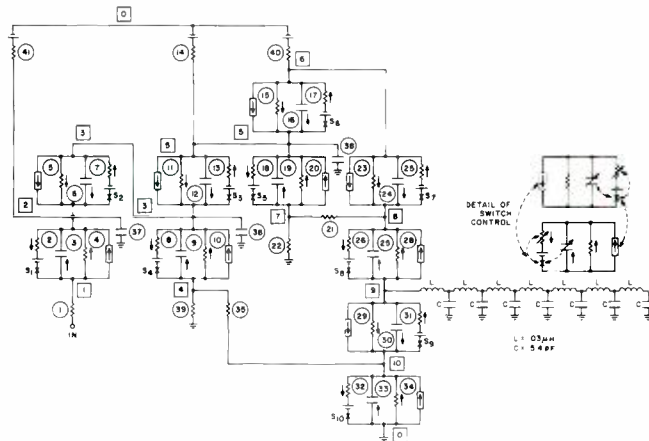 0
41
14
40
6
15
17
16
S6
3
5
5
38
5
7
6
S2
11
13
12
S3
18
19
20
S5
23
25
24
S7
DETAIL OF
SWITCH
CONTROL
2
3
7
21
8
37
36
2
3
4
S1
8
9
10
S4
22
26
28
S8
1
4
9
L
L
L
L
L
L
C
C
C
C
C
C
1
39
35
29
31
30
S9
L = .03µH
C = 5.4 PF
IN
10
32
33
34
S10
0